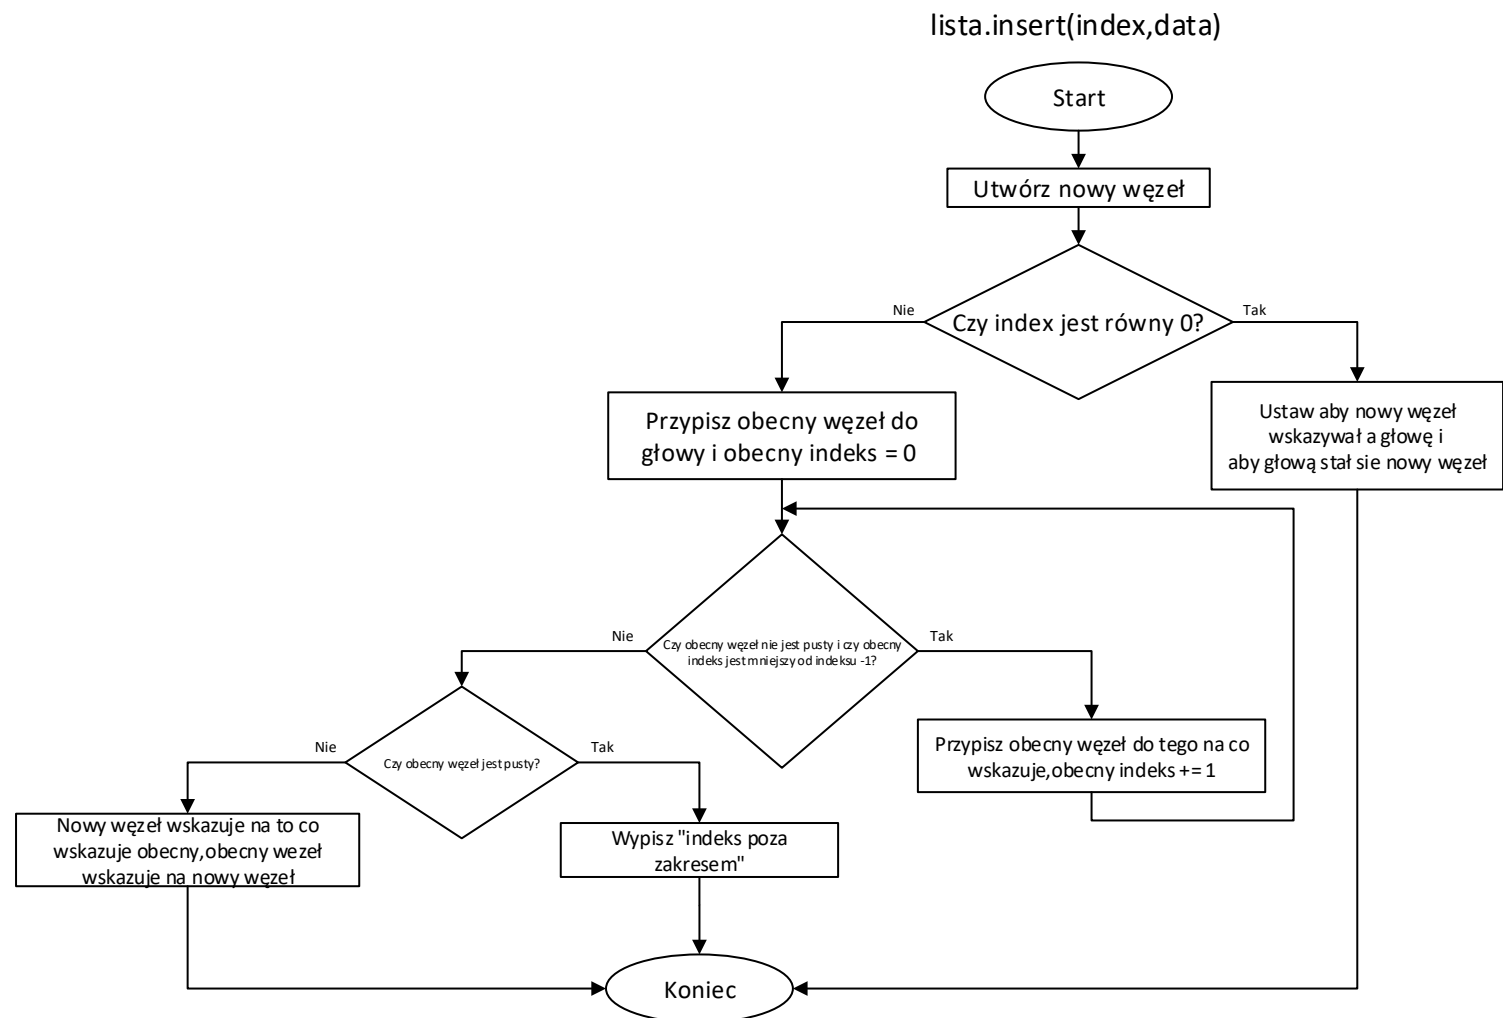 lista.insert(index,data)
Start
Utwórz nowy węzeł
Nie
Czy index jest równy 0?
Tak
Przypisz obecny węzeł do
głowy i obecny indeks = 0
Ustaw aby nowy węzeł
wskazywał a głowę i
aby głową stał sie nowy węzeł
Nie
Czy obecny węzeł nie jest pusty i czy obecny
indeks jest mniejszy od indeksu -1?
Tak
Nie
Czy obecny węzeł jest pusty?
Tak
Przypisz obecny węzeł do tego na co
wskazuje,obecny indeks += 1
Nowy węzeł wskazuje na to co
wskazuje obecny,obecny wezeł
wskazuje na nowy węzeł
Wypisz "indeks poza
zakresem"
Koniec